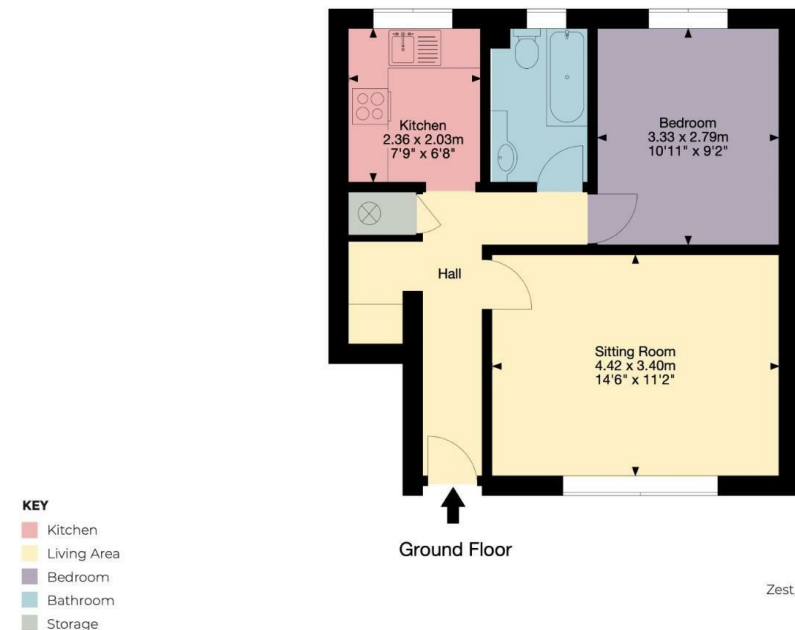 Kitchen
2.36 x 2.03m
7'9" x 6'8"
Bedroom
3.33 x 2.79m
10'11" x 9'2"
Hall
Sitting Room
4.42 x 3.40m
14'6" x 11'2"
Ground Floor
KEY
Kitchen
Living Area
Bedroom
Bathroom
Storage
Zest